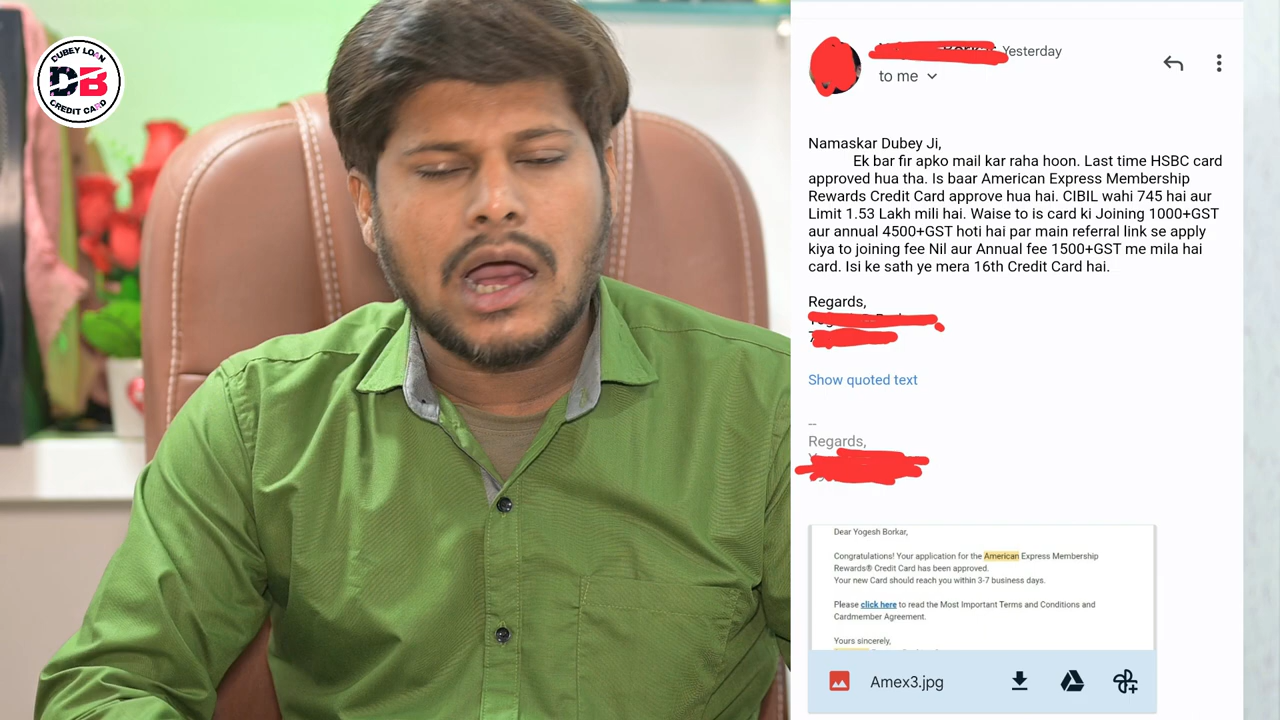 DUBEY LOAN
DB
CREDIT CARD
Yesterday
to me
Namaskar Dubey Ji,
Ek bar fir apko mail kar raha hoon. Last time HSBC card
approved hua tha. Is baar American Express Membership
Rewards Credit Card approve hua hai. CIBIL wahi 745 hai aur
Limit 1.53 Lakh mili hai. Waise to is card ki Joining 1000+GST
aur annual 4500+GST hoti hai par main referral link se apply
kiya to joining fee Nil aur Annual fee 1500+GST me mila hai
card. Isi ke sath ye mera 16th Credit Card hai.
Regards,
Show quoted text
--
Regards,
Dear Yogesh Borkar,
Congratulations! Your application for the American Express Membership
Rewards® Credit Card has been approved.
Your new Card should reach you within 3-7 business days.
Please click here to read the Most Important Terms and Conditions and
Cardmember Agreement.
Yours sincerely,
Amex3.jpg